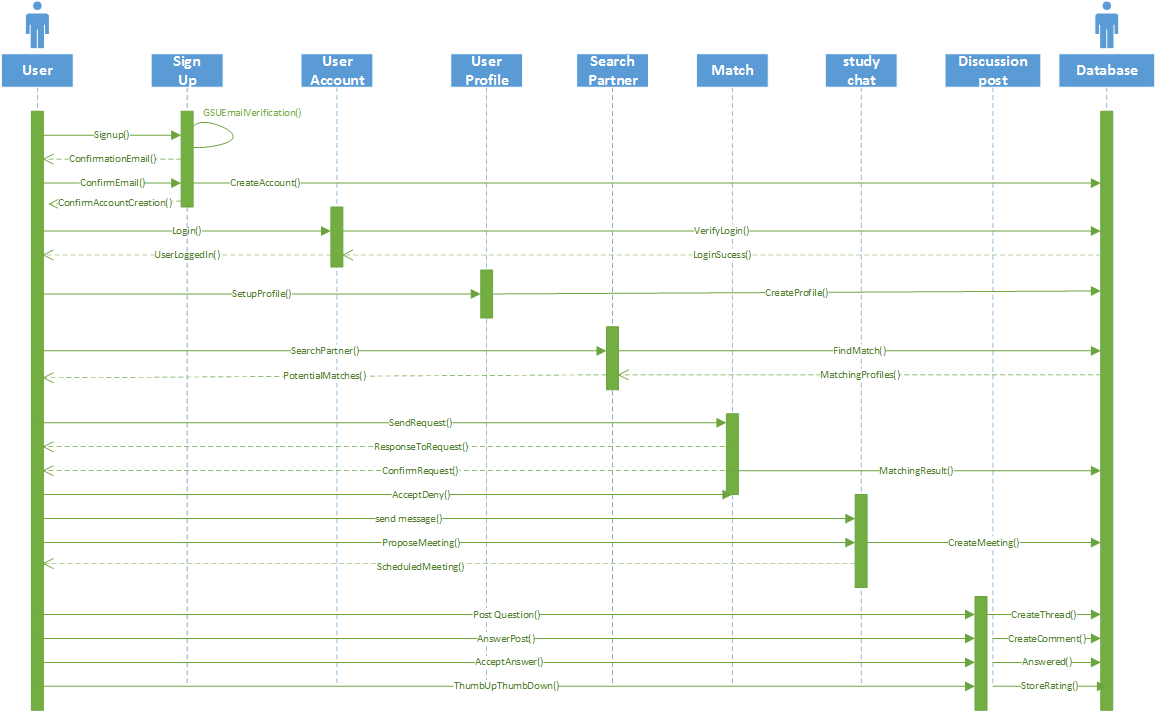 User
Sign
Up
User
Account
User
Profile
Search
Partner
Match
study
chat
Discussion
post
Database
GSUEmailVerification()
Signup()
ConfirmationEmail()
ConfirmEmail()
CreateAccount()
ConfirmAccountCreation()
Login()
VerifyLogin()
UserLoggedIn()
LoginSucess()
SetupProfile()
CreateProfile()
SearchPartner()
FindMatch()
PotentialMatches()
MatchingProfiles()
SendRequest()
ResponseToRequest()
ConfirmRequest()
MatchingResult()
AcceptDeny()
send message()
ProposeMeeting()
CreateMeeting()
ScheduledMeeting()
Post Question()
CreateThread()
AnswerPost()
CreateComment()
AcceptAnswer()
Answered()
ThumbUpThumbDown()
StoreRating()